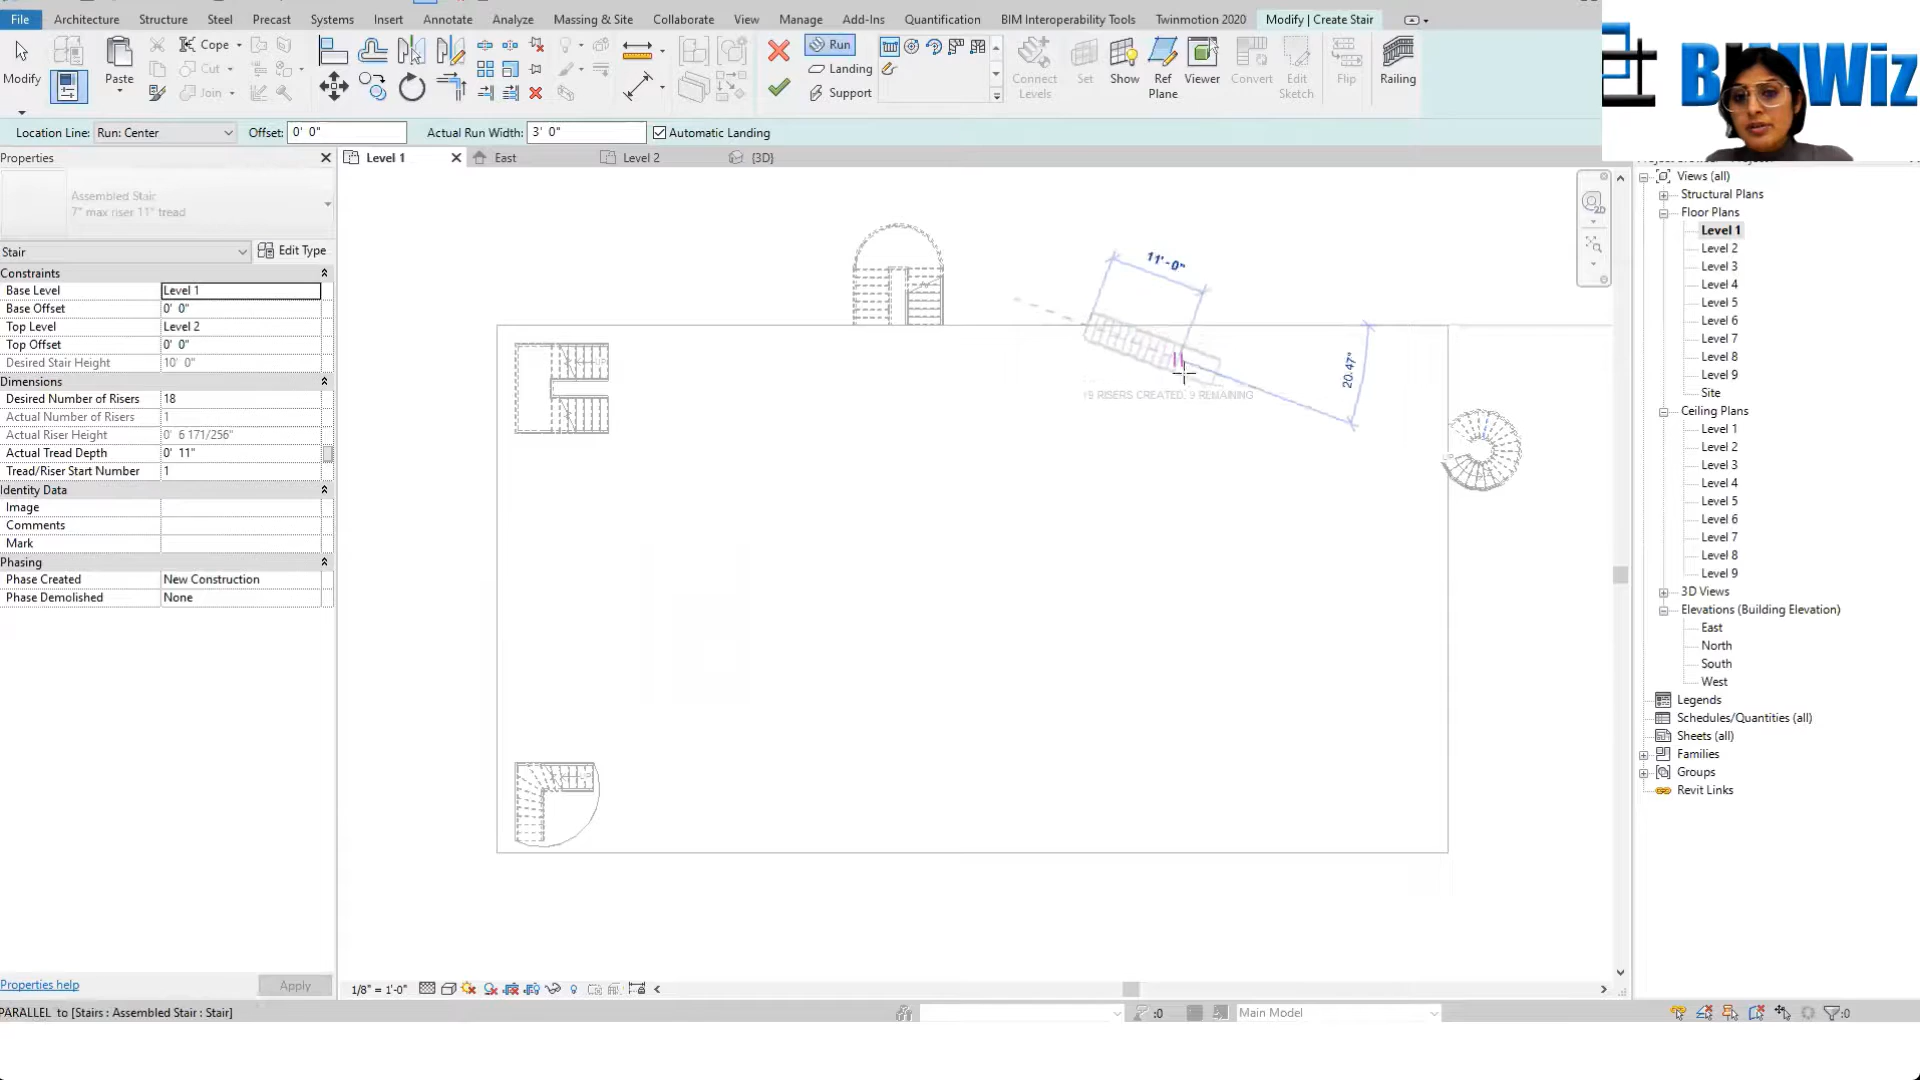 File Architecture Structure Steel Precast Systems Insert Annotate Analyze Massing & Site Collaborate View Manage Add-Ins Quantification BIM Interoperability Tools Twinmotion 2020 Modify | Create Stair
Modify
Paste
Cope
Cut
Join
Run
Landing
Support
Connect Levels
Set
Show
Ref Plane
Viewer
Convert
Edit Sketch
Flip
Railing
Location Line: Run: Center Offset: 0' 0" Actual Run Width: 3' 0" Automatic Landing
Properties
Level 1 East Level 2 {3D}
Assembled Stair
7" max riser 11" tread
Stair Edit Type
Constraints
Base Level Level 1
Base Offset 0' 0"
Top Level Level 2
Top Offset 0' 0"
Desired Stair Height 10' 0"
Dimensions
Desired Number of Risers 18
Actual Number of Risers 1
Actual Riser Height 0' 6 171/256"
Actual Tread Depth 0' 11"
Tread/Riser Start Number 1
Identity Data
Image
Comments
Mark
Phasing
Phase Created New Construction
Phase Demolished None
Properties help Apply
11'-0"
20.47°
9 RISERS CREATED, 9 REMAINING
Views (all)
Structural Plans
Floor Plans
Level 1
Level 2
Level 3
Level 4
Level 5
Level 6
Level 7
Level 8
Level 9
Site
Ceiling Plans
Level 1
Level 2
Level 3
Level 4
Level 5
Level 6
Level 7
Level 8
Level 9
3D Views
Elevations (Building Elevation)
East
North
South
West
Legends
Schedules/Quantities (all)
Sheets (all)
Families
Groups
Revit Links
1/8" = 1'-0"
PARALLEL to [Stairs : Assembled Stair : Stair]
:0 Main Model :0